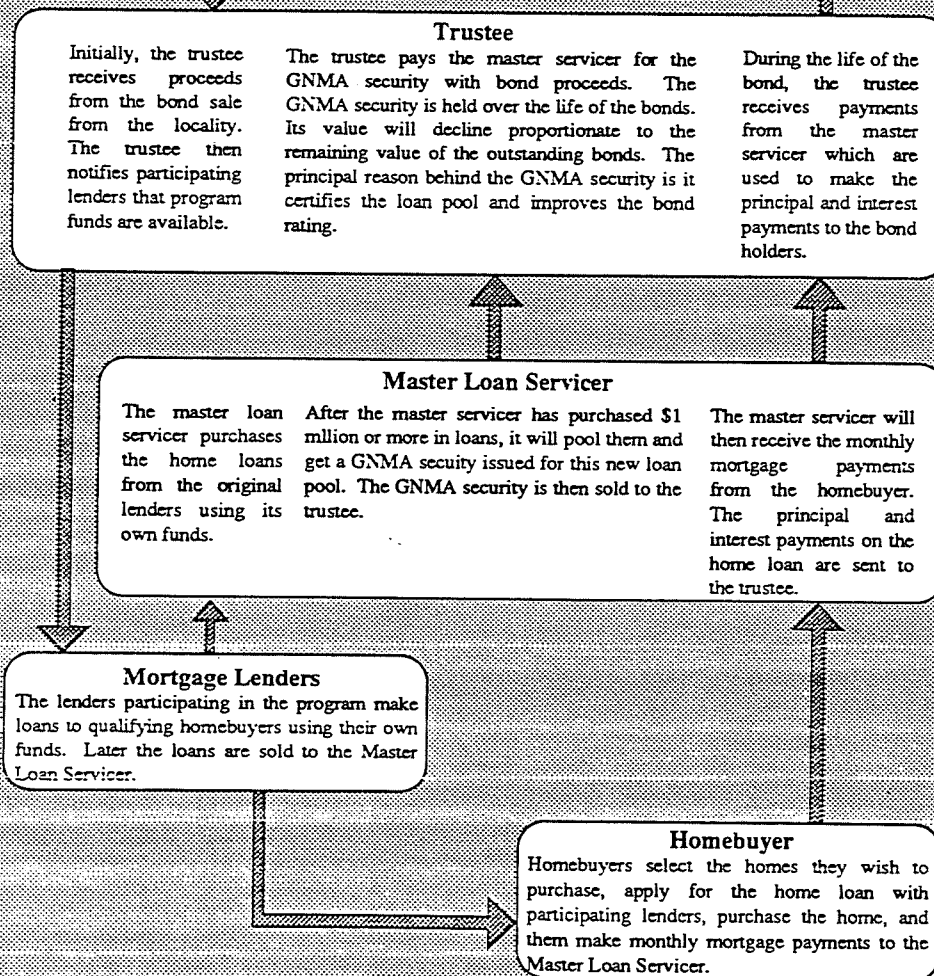 Trustee
Initially, the trustee
receives proceeds
from the bond sale
from the locality.
The trustee then
notifies participating
lenders that program
funds are available.
The trustee pays the master servicer for the
GNMA security with bond proceeds. The
GNMA security is held over the life of the bonds.
Its value will decline proportionate to the
remaining value of the outstanding bonds. The
principal reason behind the GNMA security is it
certifies the loan pool and improves the bond
rating.
During the life of the
bond, the trustee
receives payments
from the master
servicer which are
used to make the
principal and interest
payments to the bond
holders.
Master Loan Servicer
The master loan
servicer purchases
the home loans
from the original
lenders using its
own funds.
After the master servicer has purchased $1
mllion or more in loans, it will pool them and
get a GNMA secuity issued for this new loan
pool. The GNMA security is then sold to the
trustee.
The master servicer will
then receive the monthly
mortgage payments
from the homebuyer.
The principal and
interest payments on the
home loan are sent to
the trustee.
Mortgage Lenders
The lenders participating in the program make
loans to qualifying homebuyers using their own
funds. Later the loans are sold to the Master
Loan Servicer.
Homebuyer
Homebuyers select the homes they wish to
purchase, apply for the home loan with
participating lenders, purchase the home, and
them make monthly mortgage payments to the
Master Loan Servicer.